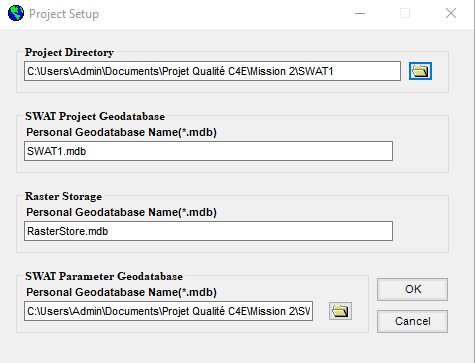 Project Setup
Project Directory
C:\Users\Admin\Documents\Projet Qualité C4E\Mission 2\SWAT1
SWAT Project Geodatabase
Personal Geodatabase Name(*.mdb)
SWAT1.mdb
Raster Storage
Personal Geodatabase Name(*.mdb)
RasterStore.mdb
SWAT Parameter Geodatabase
Personal Geodatabase Name(*.mdb)
C:\Users\Admin\Documents\Projet Qualité C4E\Mission 2\SW
OK
Cancel